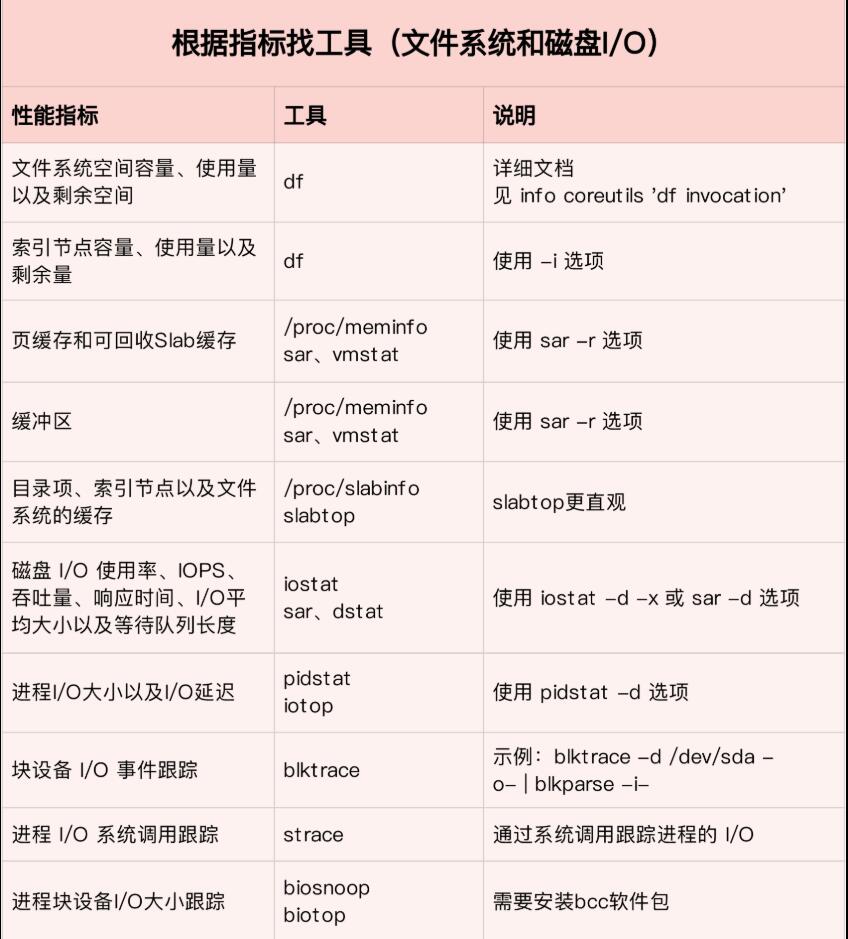 根据指标找工具（文件系统和磁盘I/O）
性能指标
工具
说明
文件系统空间容量、使用量
以及剩余空间
df
详细文档
见 info coreutils ’df invocation’
索引节点容量、使用量以及
剩余量
df
使用 –i 选项
页缓存和可回收Slab缓存
/proc/meminfo
sar、vmstat
使用 sar –r 选项
缓冲区
/proc/meminfo
sar、vmstat
使用 sar –r 选项
目录项、索引节点以及文件
系统的缓存
/proc/slabinfo
slabtop
slabtop更直观
磁盘 I/O 使用率、IOPS、
吞吐量、响应时间、I/O平
均大小以及等待队列长度
iostat
sar、dstat
使用 iostat –d –x 或 sar –d 选项
进程I/O大小以及I/O延迟
pidstat
iotop
使用 pidstat –d 选项
块设备 I/O 事件跟踪
blktrace
示例：blktrace –d /dev/sda –
o– | blkparse –i–
进程 I/O 系统调用跟踪
strace
通过系统调用跟踪进程的 I/O
进程块设备I/O大小跟踪
biosnoop
biotop
需要安装bcc软件包